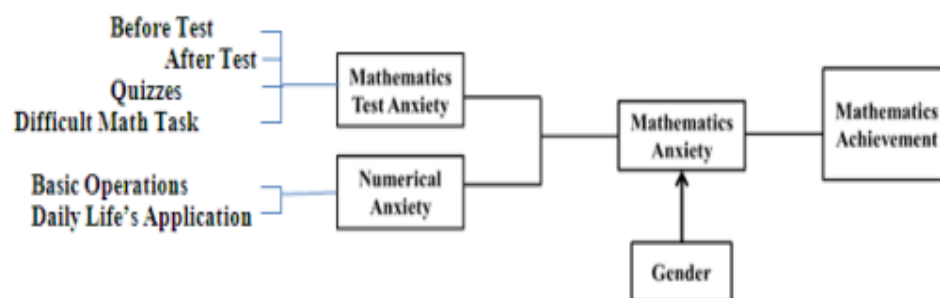 Before Test
After Test
Quizzes
Difficult Math Task
Mathematics
Test Anxiety
Basic Operations
Daily Life's Application
Numerical
Anxiety
Mathematics
Anxiety
Gender
Mathematics
Achievement